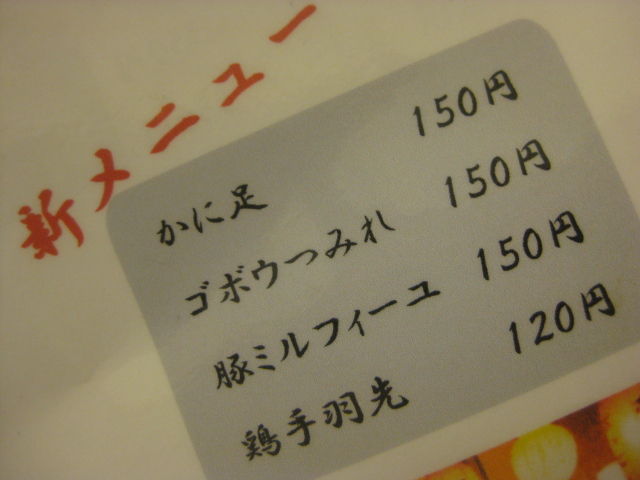 新メニュー
かに足 150円
ゴボウつみれ 150円
豚ミルフィーユ 150円
鶏手羽先 120円